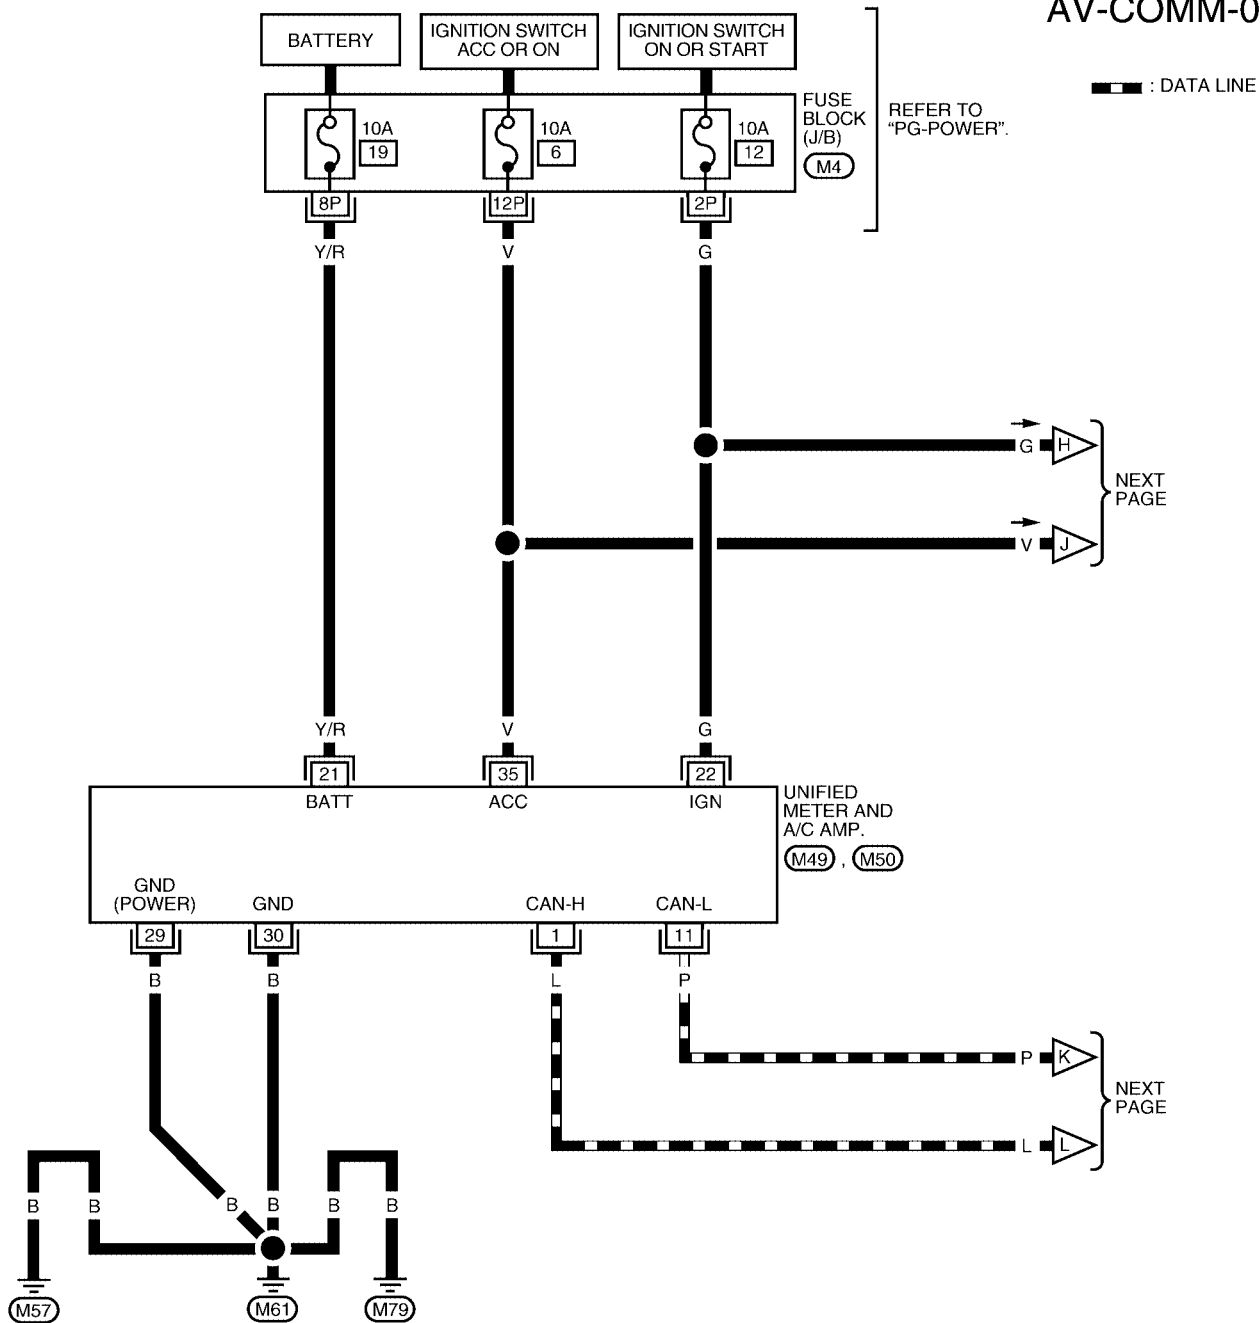 AV-COMM-0
BATTERY
IGNITION SWITCH
ACC OR ON
IGNITION SWITCH
ON OR START
: DATA LINE
10A
19
10A
6
10A
12
FUSE
BLOCK
(J/B)
M4
REFER TO
“PG-POWER”.
8P
12P
2P
Y/R
V
G
G
H
NEXT
PAGE
V
J
Y/R
V
G
21
35
22
BATT
ACC
IGN
UNIFIED
METER AND
A/C AMP.
M49 , M50
GND
(POWER)
GND
CAN-H
CAN-L
29
30
1
11
B
B
L
P
P
K
NEXT
PAGE
L
L
B
B
B
B
B
B
M57
M61
M79